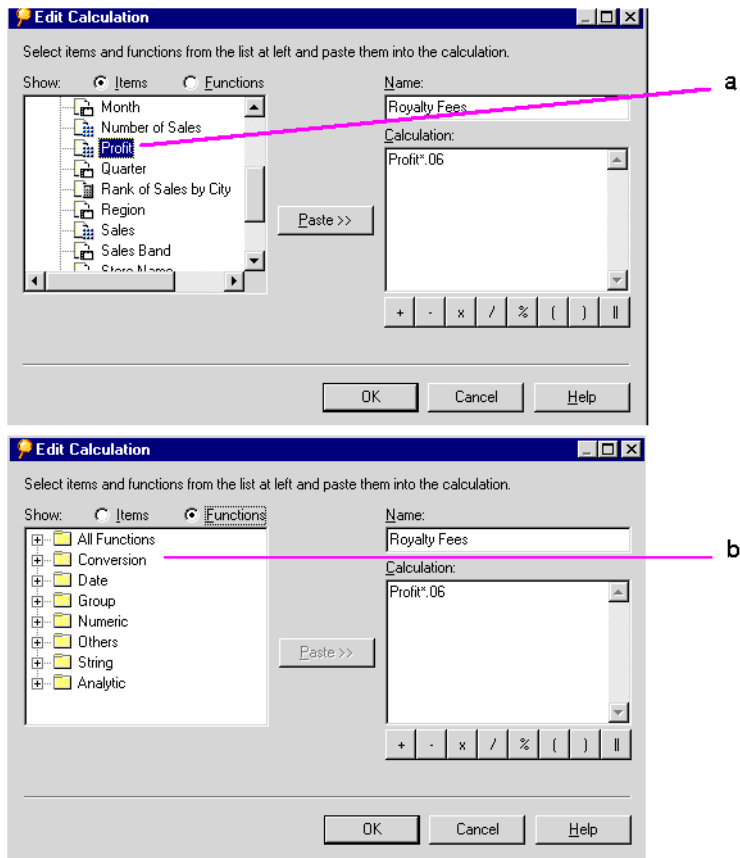 Edit Calculation
Select items and functions from the list at left and paste them into the calculation.
Show: Items Functions
Name:
a
Month
Royalty Fees
Number of Sales
Calculation:
Profit
Profit*.06
Quarter
Rank of Sales by City
Region
Paste >>
Sales
Sales Band
Store Name
+ - x / % ( ) ||
OK Cancel Help
Edit Calculation
Select items and functions from the list at left and paste them into the calculation.
Show: Items Functions
Name:
All Functions
Royalty Fees
b
Conversion
Calculation:
Date
Profit*.06
Group
Numeric
Others
Paste >>
String
Analytic
+ - x / % ( ) ||
OK Cancel Help